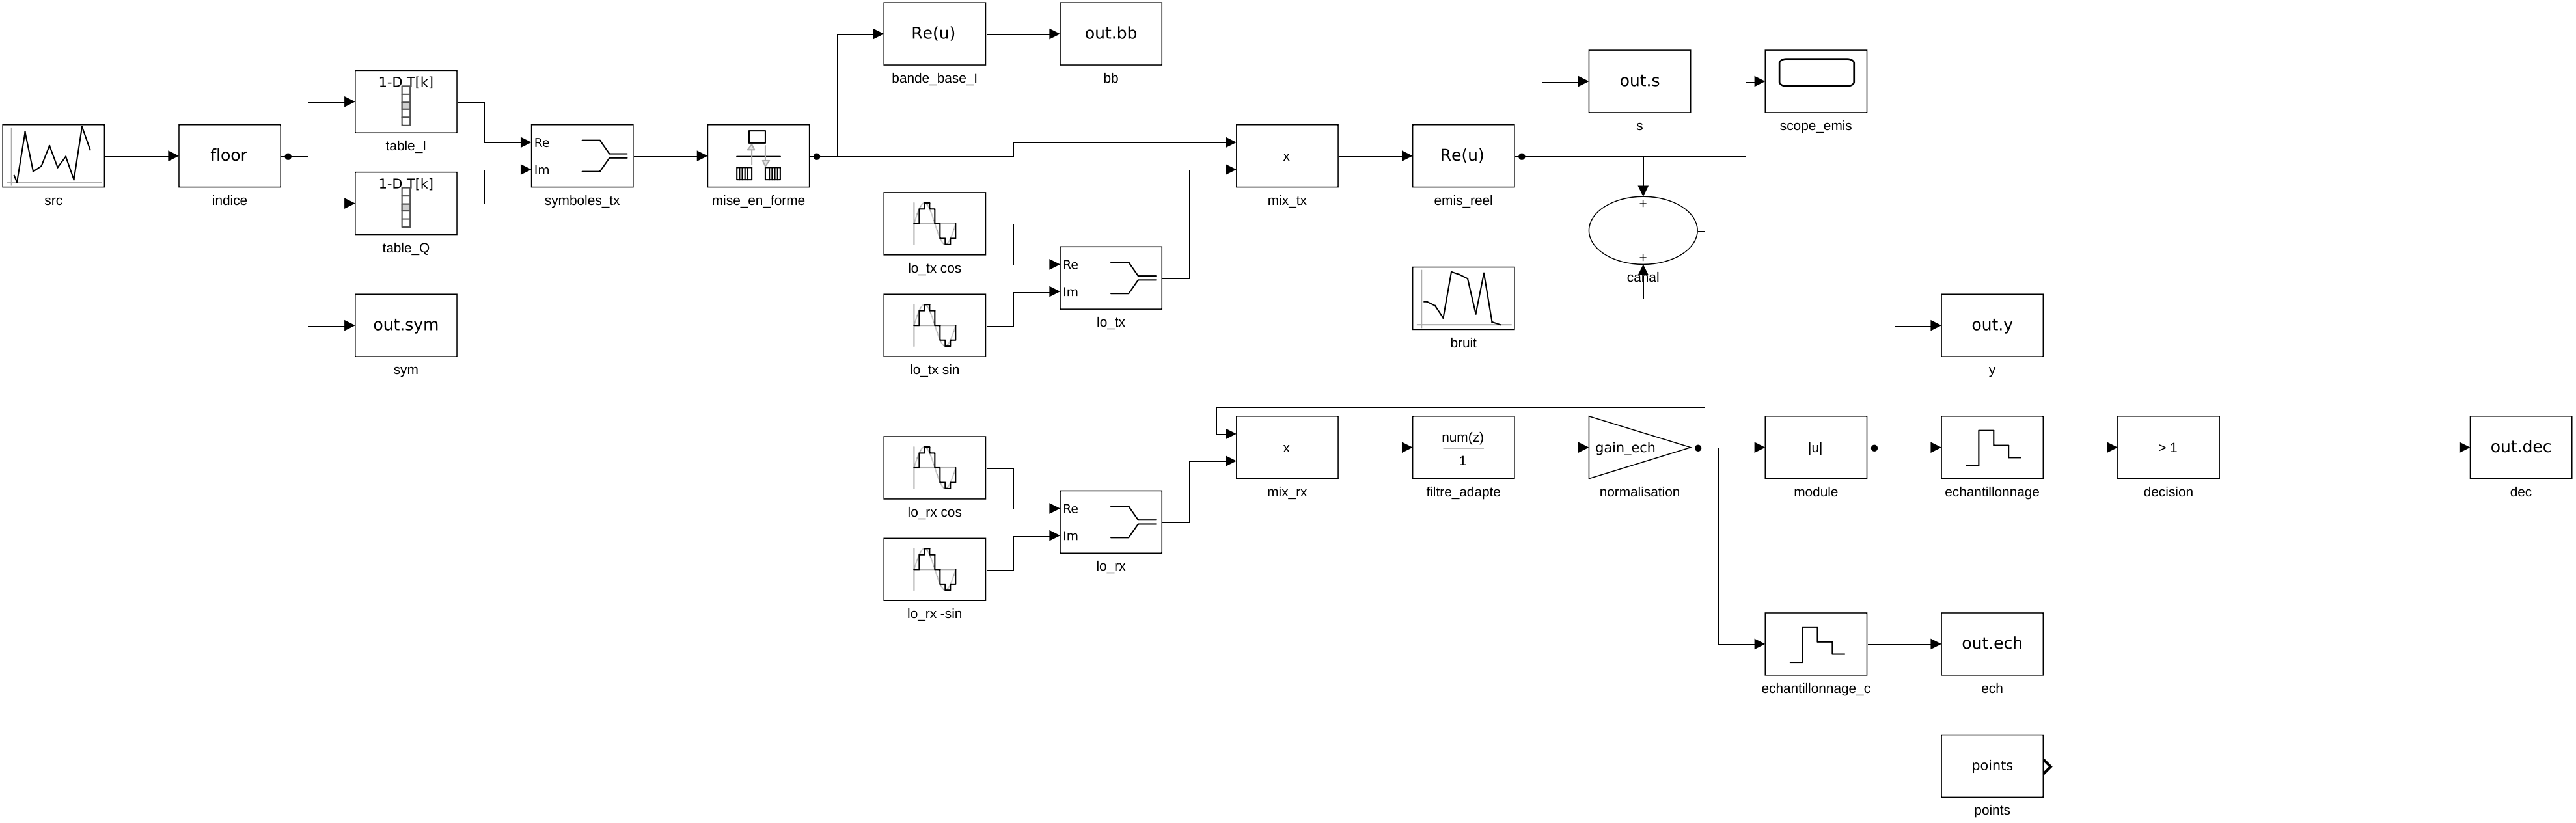 Re(u)
bande_base_I
out.bb
bb
out.s
s
scope_emis
1-D T[k]
table_I
src
floor
indice
Re
Im
symboles_tx
mise_en_forme
x
mix_tx
Re(u)
emis_reel
1-D T[k]
table_Q
lo_tx cos
Re
Im
lo_tx
+
+
canal
out.sym
sym
lo_tx sin
bruit
out.y
y
lo_rx cos
x
mix_rx
num(z)
1
filtre_adapte
gain_ech
normalisation
|u|
module
echantillonnage
> 1
decision
out.dec
dec
Re
Im
lo_rx
lo_rx -sin
echantillonnage_c
out.ech
ech
points
points